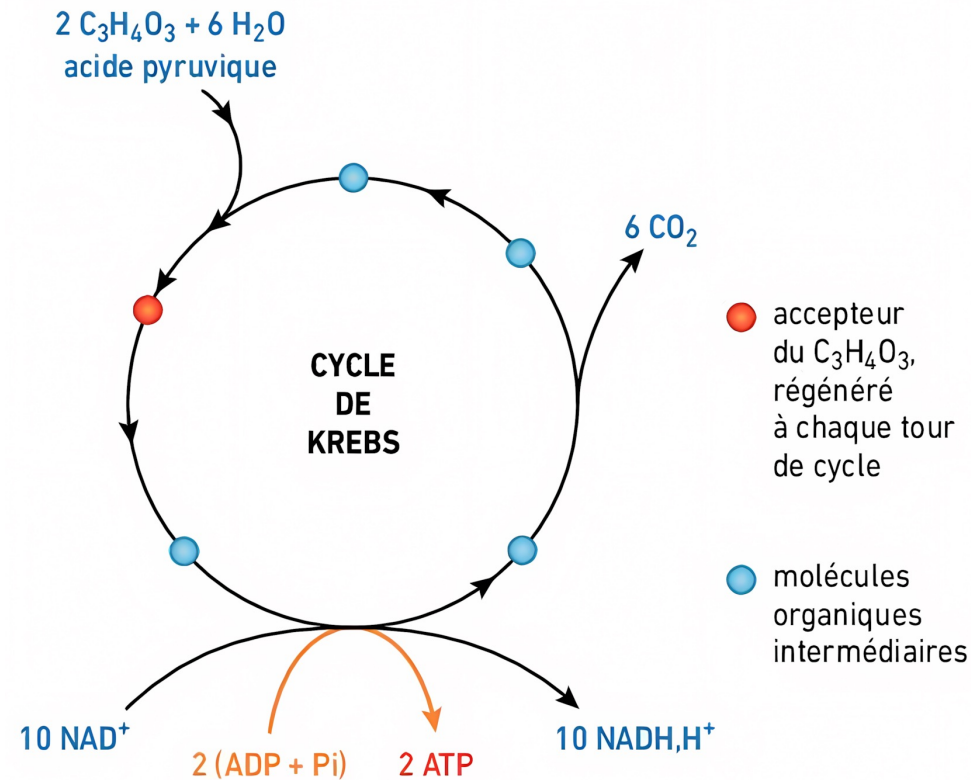 2 C₃H₄O₃ + 6 H₂O
acide pyruvique
6 CO₂
CYCLE
DE
KREBS
accepteur
du C₃H₄O₃,
régénéré
à chaque tour
de cycle
molécules
organiques
intermédiaires
10 NAD⁺
2 (ADP + Pi)
2 ATP
10 NADH,H⁺